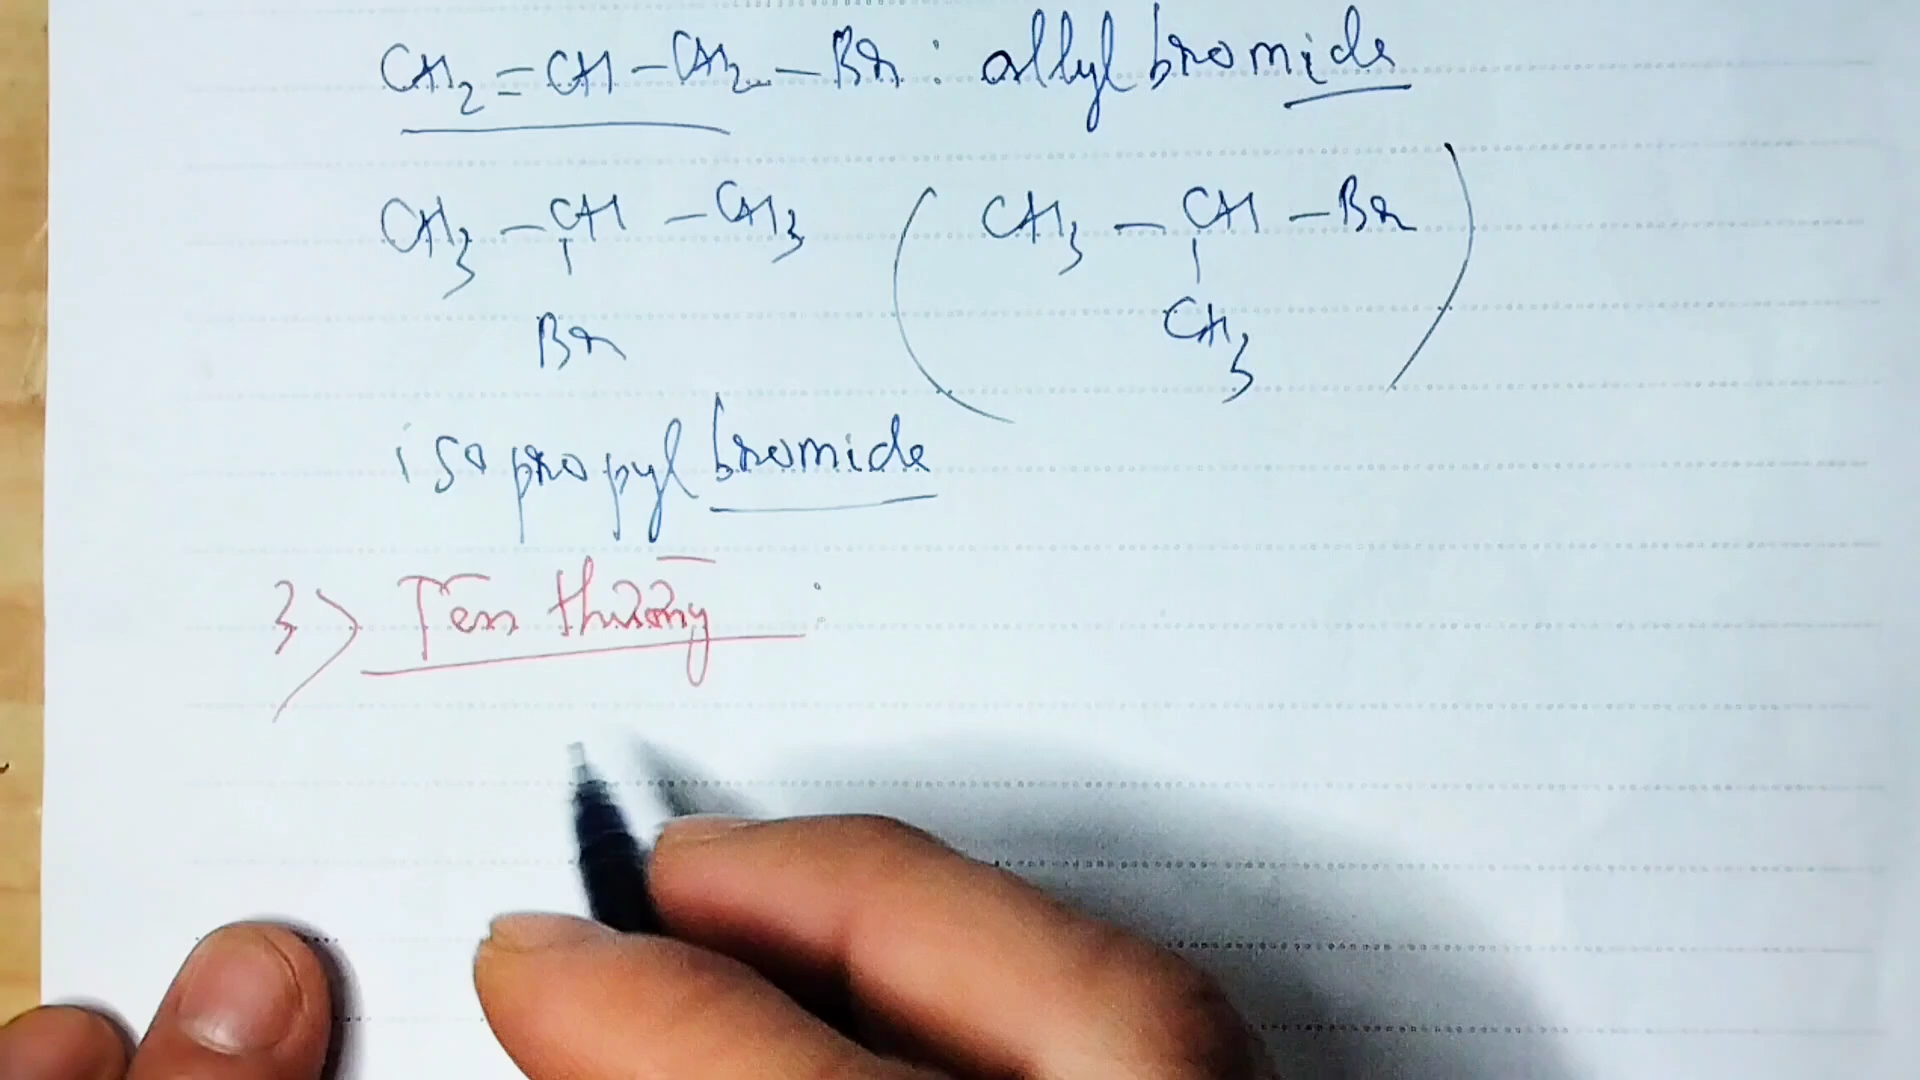 CH₂ = CH – CH₂ – Br : allyl bromide
CH₃ – CH – CH₃ ( CH₃ – CH – Br )
Br CH₃
isopropyl bromide
3> Tên thường :